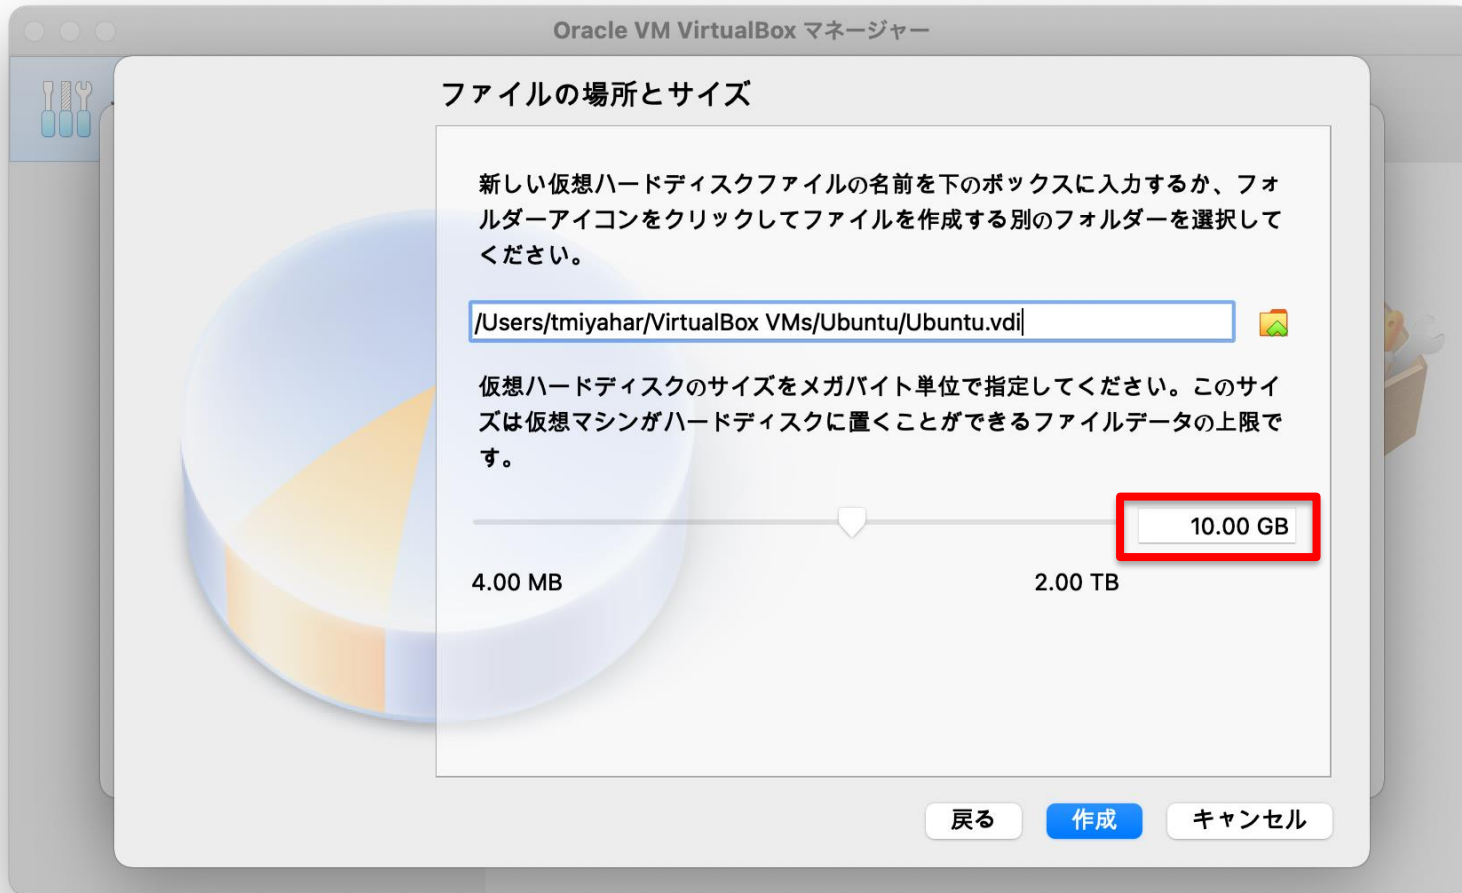 Oracle VM VirtualBox マネージャー
ファイルの場所とサイズ
新しい仮想ハードディスクファイルの名前を下のボックスに入力するか、フォ
ルダーアイコンをクリックしてファイルを作成する別のフォルダーを選択して
ください。
/Users/tmiyahar/VirtualBox VMs/Ubuntu/Ubuntu.vdi
仮想ハードディスクのサイズをメガバイト単位で指定してください。このサイ
ズは仮想マシンがハードディスクに置くことができるファイルデータの上限で
す。
10.00 GB
4.00 MB
2.00 TB
戻る
作成
キャンセル